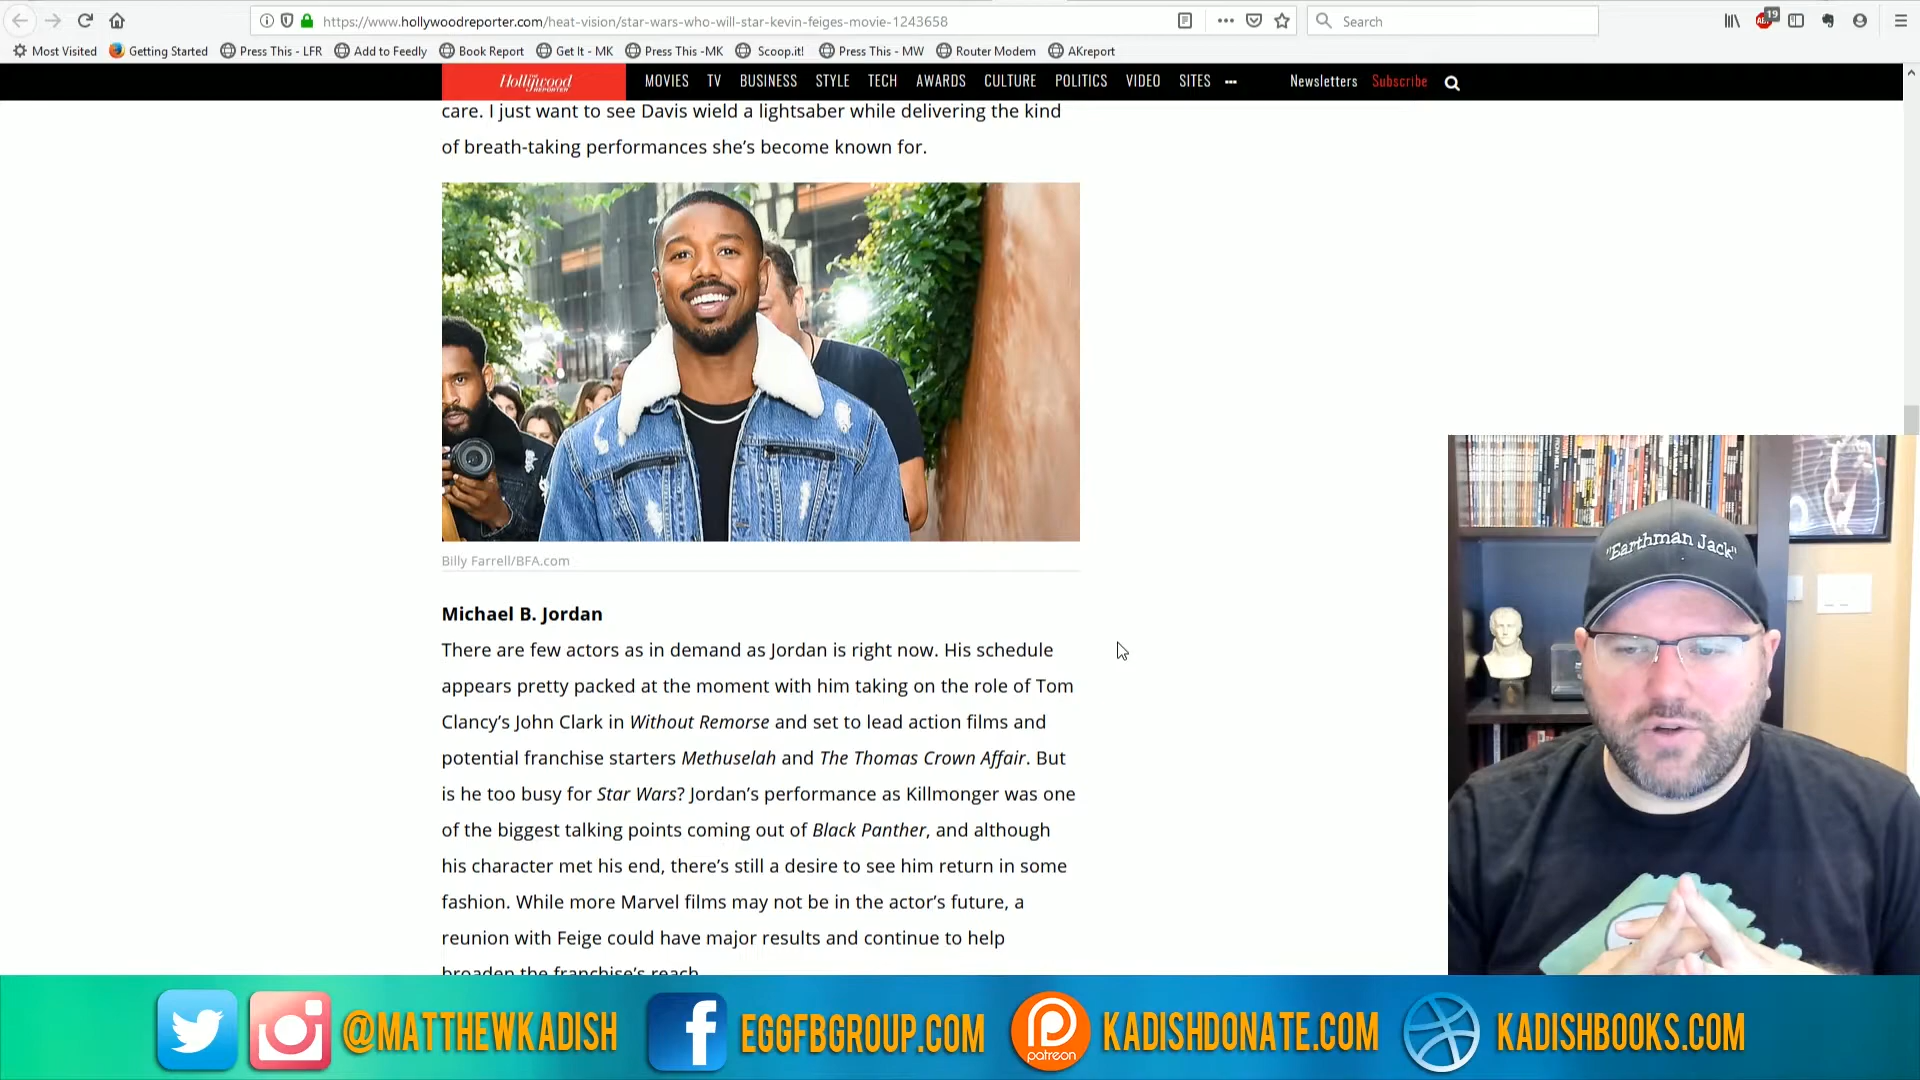 https://www.hollywoodreporter.com/heat-vision/star-wars-who-will-star-kevin-feiges-movie-1243658
Search
19
Most Visited
Getting Started
Press This - LFR
Add to Feedly
Book Report
Get It - MK
Press This -MK
Scoop.it!
Press This - MW
Router Modem
AKreport
Hollywood
REPORTER
MOVIES
TV
BUSINESS
STYLE
TECH
AWARDS
CULTURE
POLITICS
VIDEO
SITES
Newsletters
Subscribe
care. I just want to see Davis wield a lightsaber while delivering the kind
of breath-taking performances she's become known for.
Billy Farrell/BFA.com
Michael B. Jordan
There are few actors as in demand as Jordan is right now. His schedule
appears pretty packed at the moment with him taking on the role of Tom
Clancy's John Clark in Without Remorse and set to lead action films and
potential franchise starters Methuselah and The Thomas Crown Affair. But
is he too busy for Star Wars? Jordan's performance as Killmonger was one
of the biggest talking points coming out of Black Panther, and although
his character met his end, there's still a desire to see him return in some
fashion. While more Marvel films may not be in the actor's future, a
reunion with Feige could have major results and continue to help
broaden the franchise's reach.
"Earthman Jack"
@MATTHEWKADISH
EGGFBGROUP.COM
patreon
KADISHDONATE.COM
KADISHBOOKS.COM